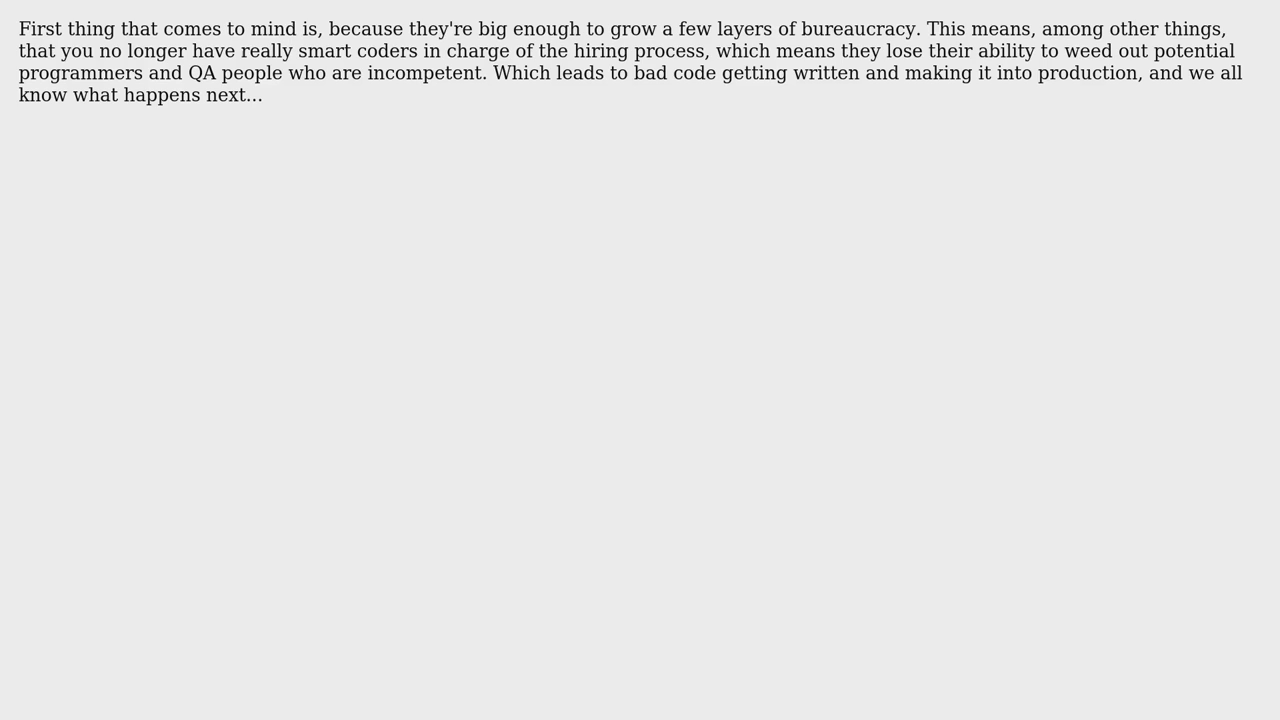 First thing that comes to mind is, because they're big enough to grow a few layers of bureaucracy. This means, among other things,
that you no longer have really smart coders in charge of the hiring process, which means they lose their ability to weed out potential
programmers and QA people who are incompetent. Which leads to bad code getting written and making it into production, and we all
know what happens next...